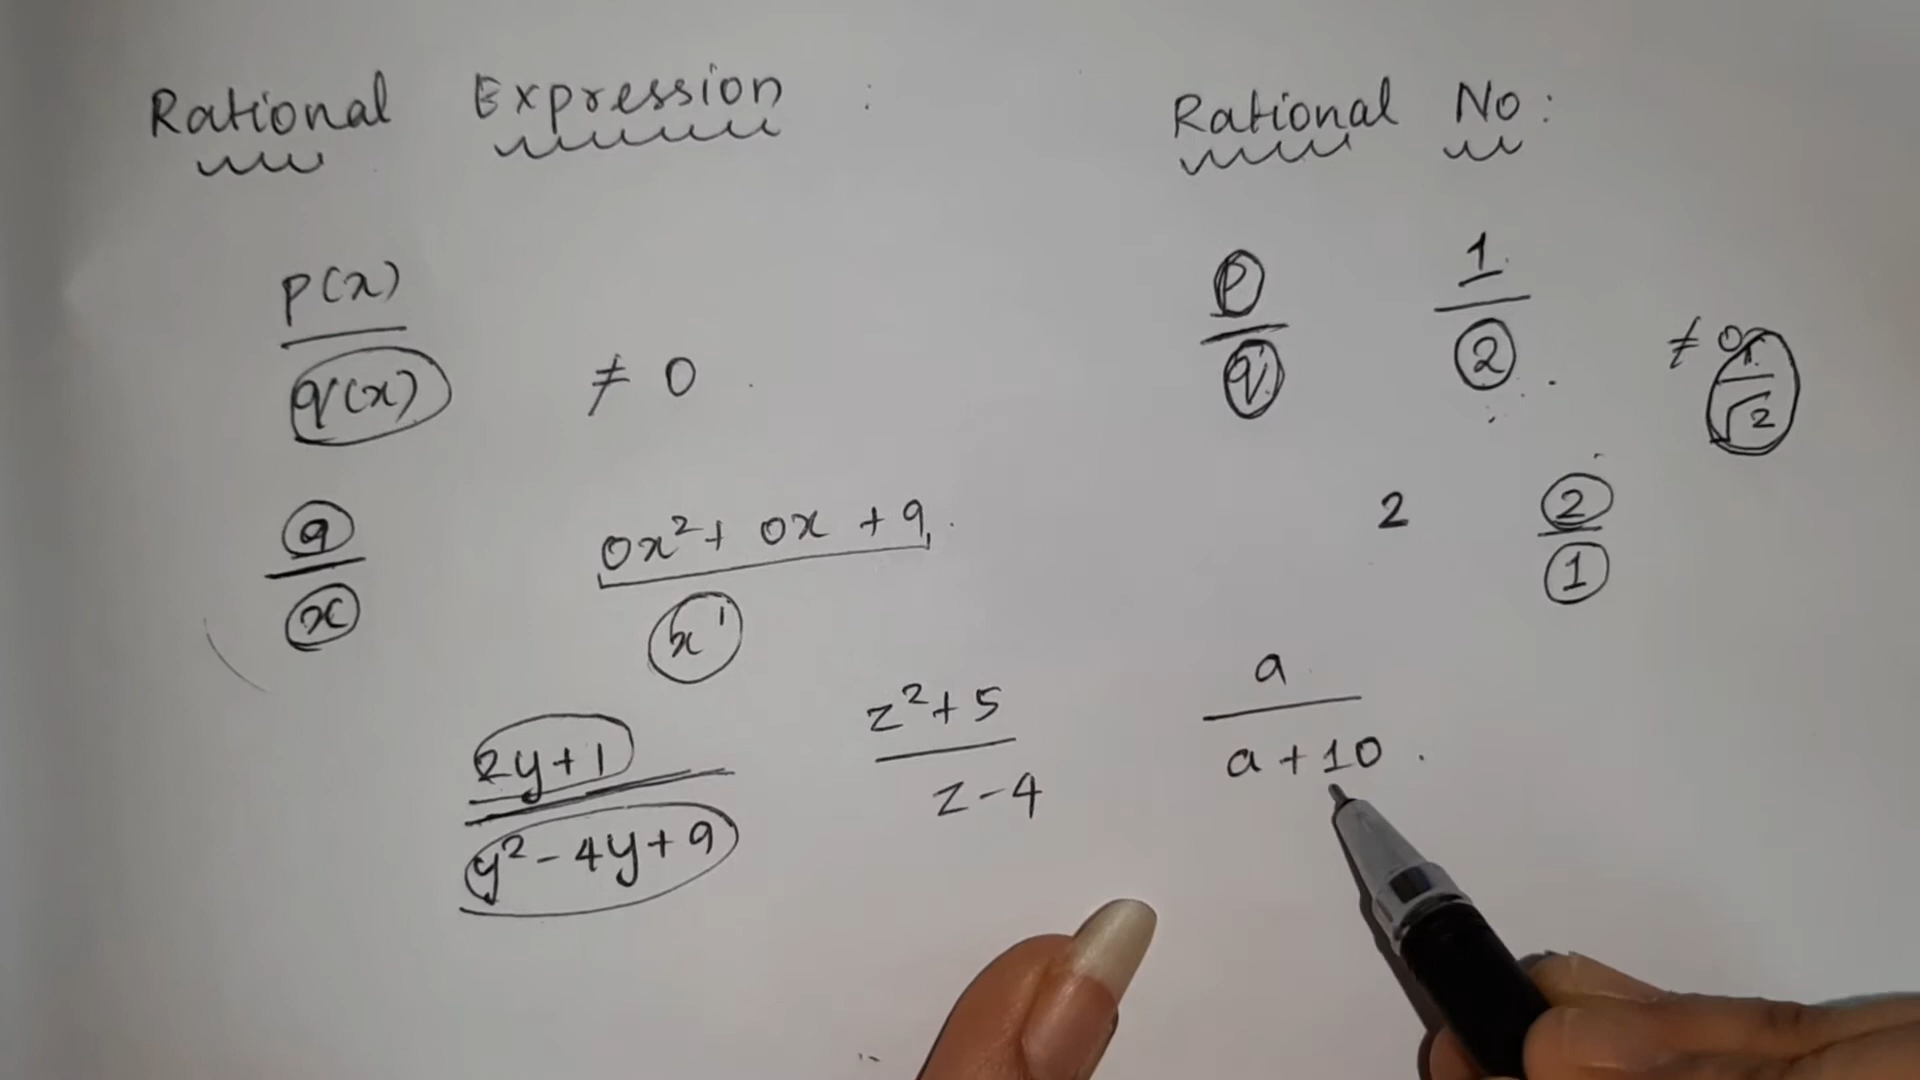 Rational Expression :
Rational No:
p(x)
q(x)
≠ 0
p
q
1
2
≠ 0
1
√2
9
x
0x²+ 0x + 9
x¹
2
2
1
2y+1
y²-4y+9
z²+5
z-4
a
a+10